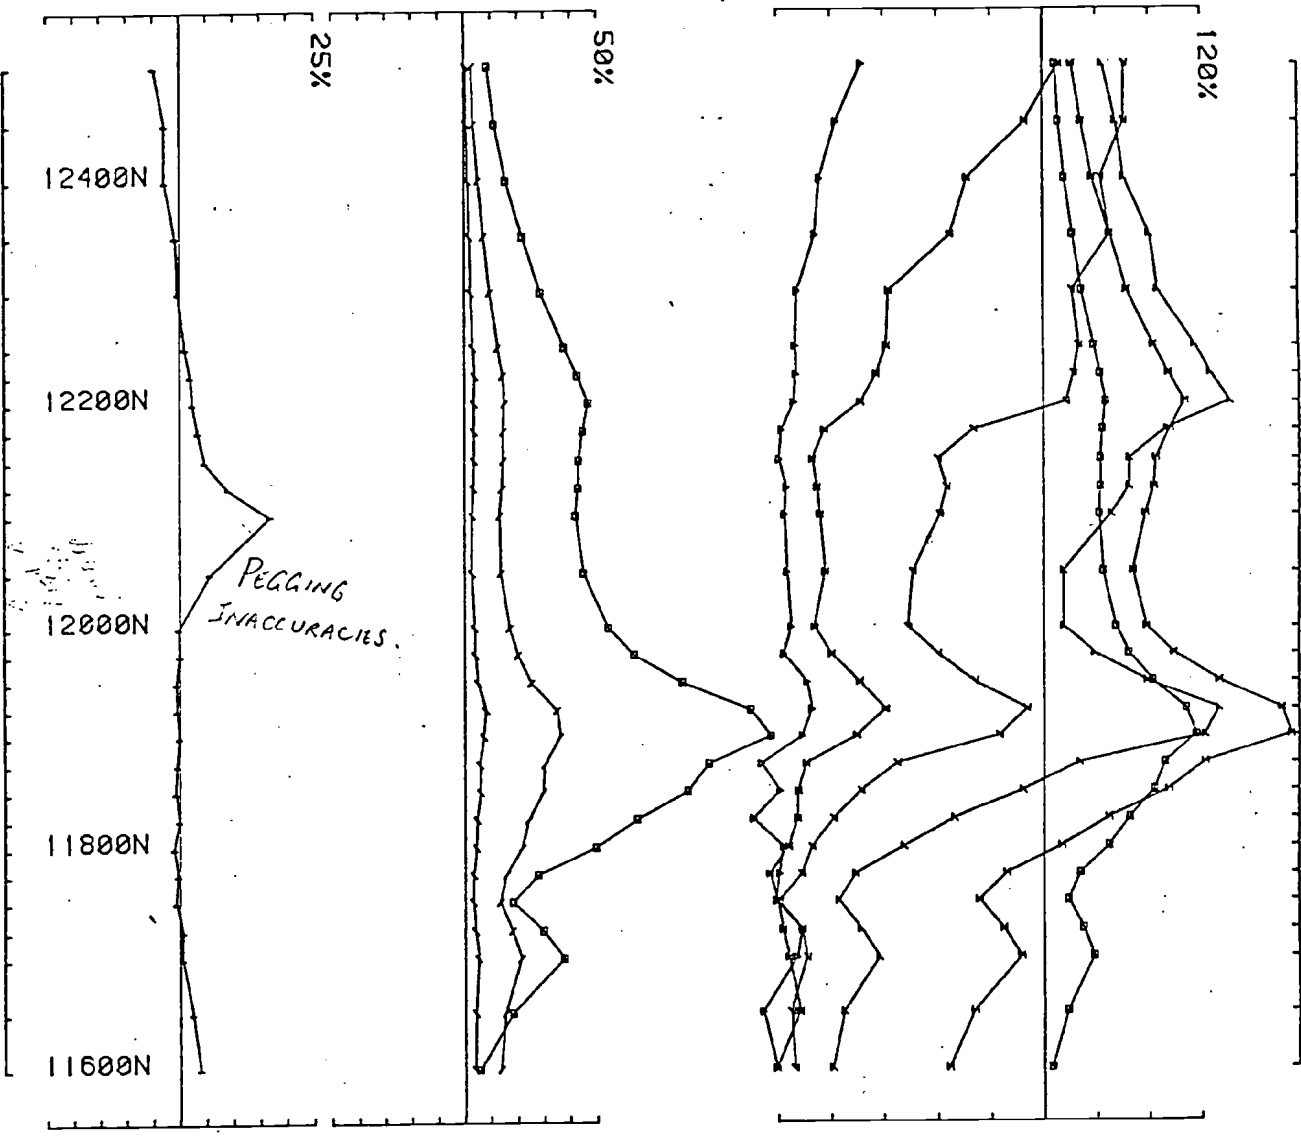 25%
50%
120%
12400N
12200N
PEGGING
INACCURACIES.
12000N
11800N
11600N